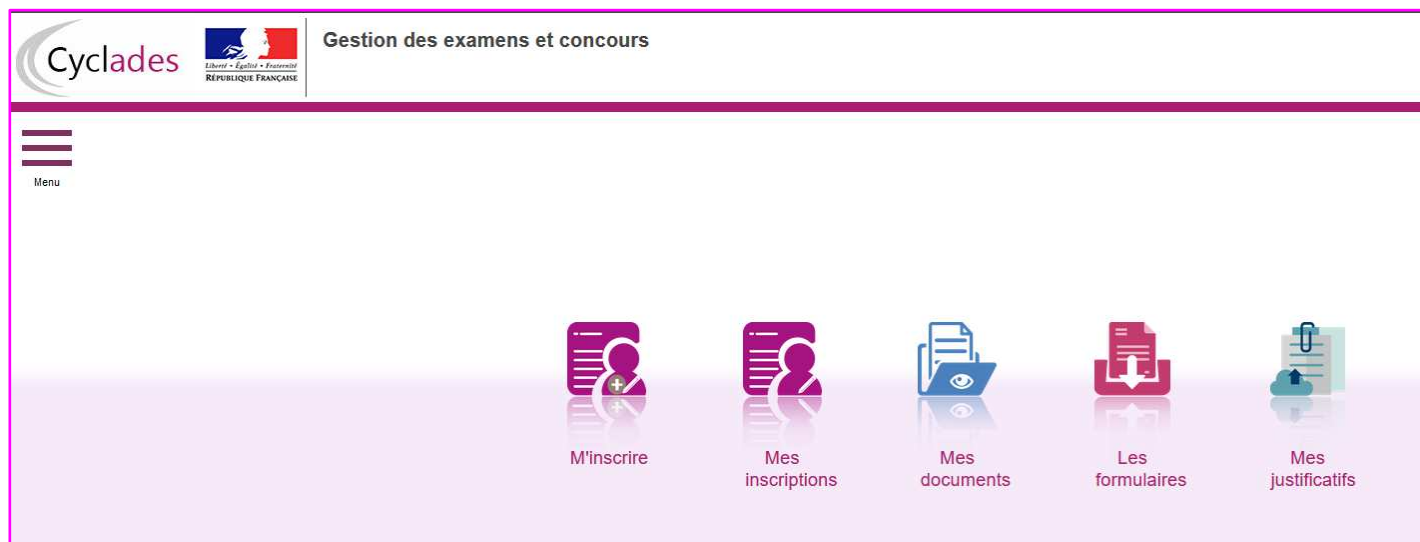 Cyclades
Liberté • Égalité • Fraternité
RÉPUBLIQUE FRANÇAISE
Gestion des examens et concours
Menu
M'inscrire
Mes
inscriptions
Mes
documents
Les
formulaires
Mes
justificatifs